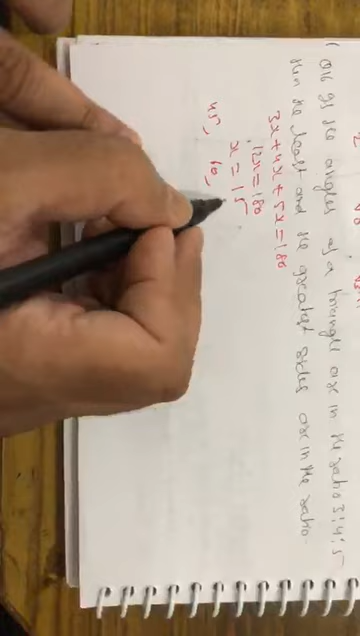 ( Qn) If the angles of a triangle are in the ratio 3:4:5
then the least and the greatest sides are in the ratio.
3x+4x+5x=180
12x=180
x=15
45, 60,